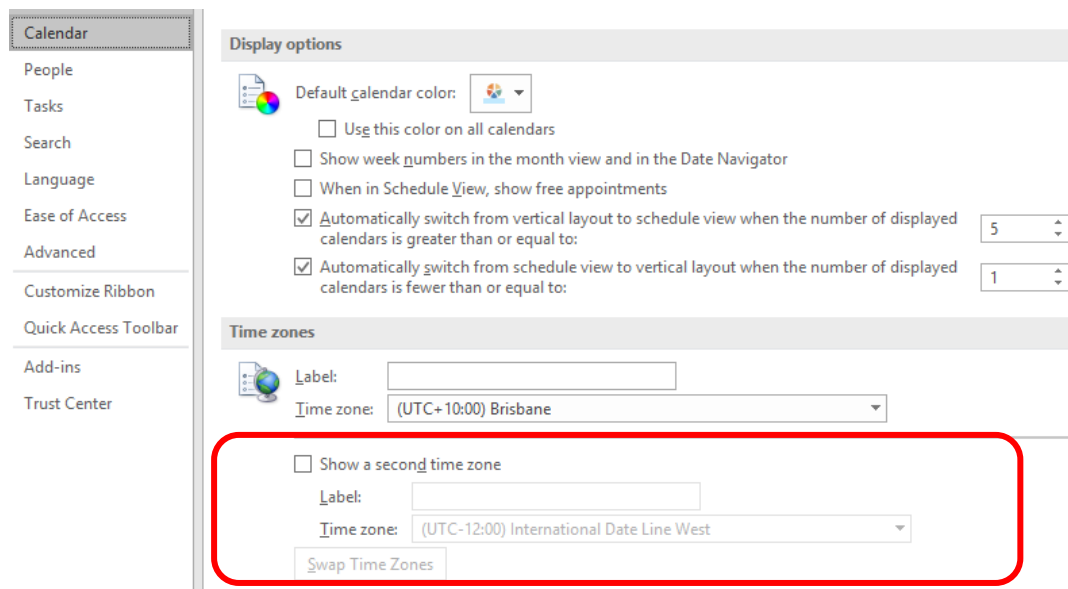 Calendar
People
Tasks
Search
Language
Ease of Access
Advanced
Customize Ribbon
Quick Access Toolbar
Add-ins
Trust Center
Display options
Default calendar color:
Use this color on all calendars
Show week numbers in the month view and in the Date Navigator
When in Schedule View, show free appointments
Automatically switch from vertical layout to schedule view when the number of displayed
calendars is greater than or equal to:
5
Automatically switch from schedule view to vertical layout when the number of displayed
calendars is fewer than or equal to:
1
Time zones
Label:
Time zone: (UTC+10:00) Brisbane
Show a second time zone
Label:
Time zone: (UTC-12:00) International Date Line West
Swap Time Zones